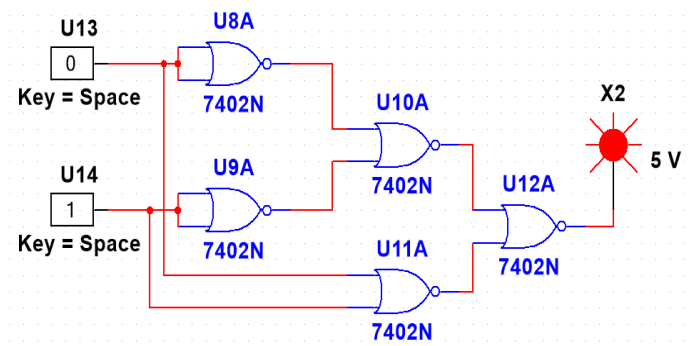 U13
0
Key = Space
U8A
7402N
U14
1
Key = Space
U9A
7402N
U10A
7402N
U11A
7402N
U12A
7402N
X2
5 V